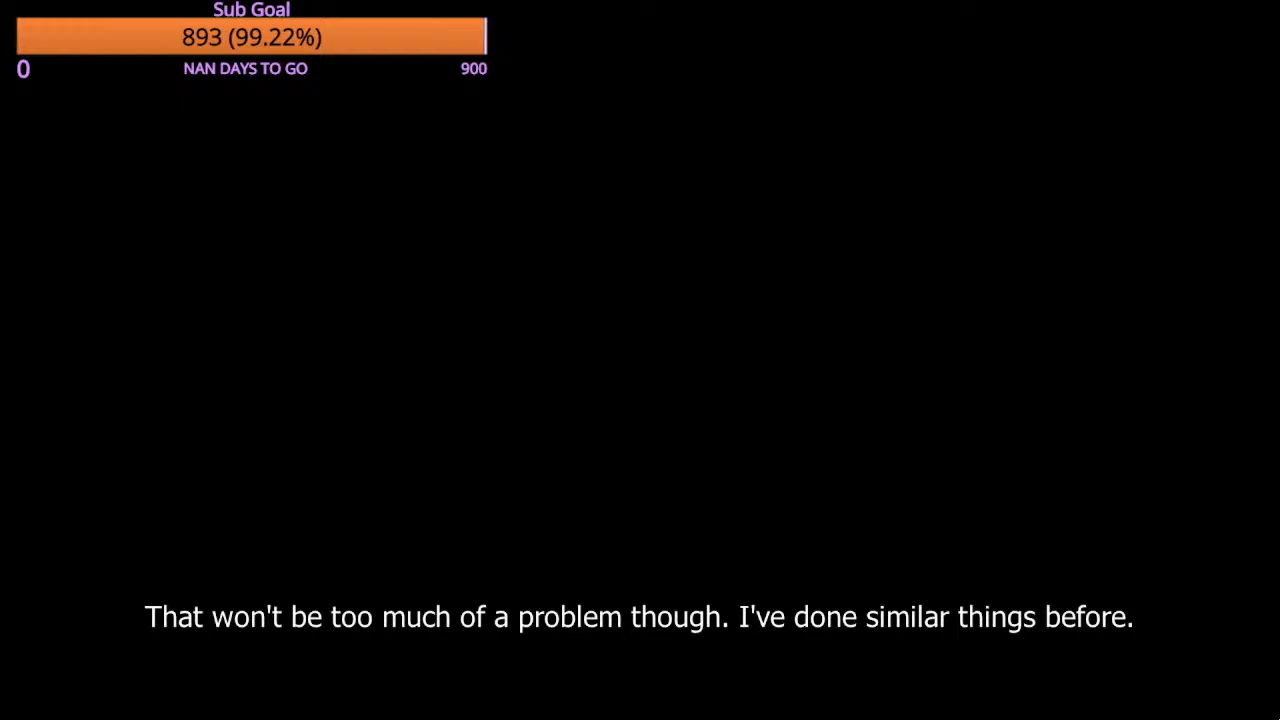 Sub Goal
893 (99.22%)
0 NAN DAYS TO GO 900
That won't be too much of a problem though. I've done similar things before.